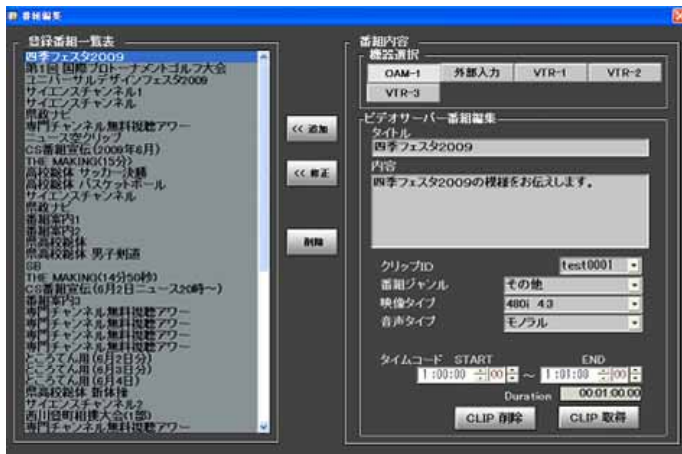 番組編集
登録番組一覧表
四季フェスタ2009
第1回 国際プロトーナメントゴルフ大会
ユニバーサルデザインフェスタ2009
サイエンスチャンネル1
サイエンスチャンネル
県政ナビ
専門チャンネル無料視聴アワー
ニュース空クリップ
CS番組宣伝(2009年6月)
THE MAKING(15分)
高校総体 サッカー決勝
高校総体 バスケットボール
サイエンスチャンネル
県政ナビ
番組案内1
番組案内2
県高校総体
県高校総体 男子剣道
SB
THE MAKING(14分50秒)
CS番組宣伝(6月2日ニュース20時～)
番組案内3
専門チャンネル無料視聴アワー
専門チャンネル無料視聴アワー
専門チャンネル無料視聴アワー
専門チャンネル無料視聴アワー
ところてん用(6月2日分)
ところてん用(6月3日分)
ところてん用(6月4日)
県高校総体 新体操
サイエンスチャンネル2
西川登町相撲大会(1部)
専門チャンネル無料視聴アワー
<< 追加
<< 修正
削除
番組内容
機器選択
OAM-1 外部入力 VTR-1 VTR-2
VTR-3
ビデオサーバー番組編集
タイトル
四季フェスタ2009
内容
四季フェスタ2009の模様をお伝えします。
クリップID test0001
番組ジャンル その他
映像タイプ 480i 4:3
音声タイプ モノラル
タイムコード START END
1:00:00 00 ～ 1:01:00 00
Duration 00:01:00.00
CLIP 削除 CLIP 取得